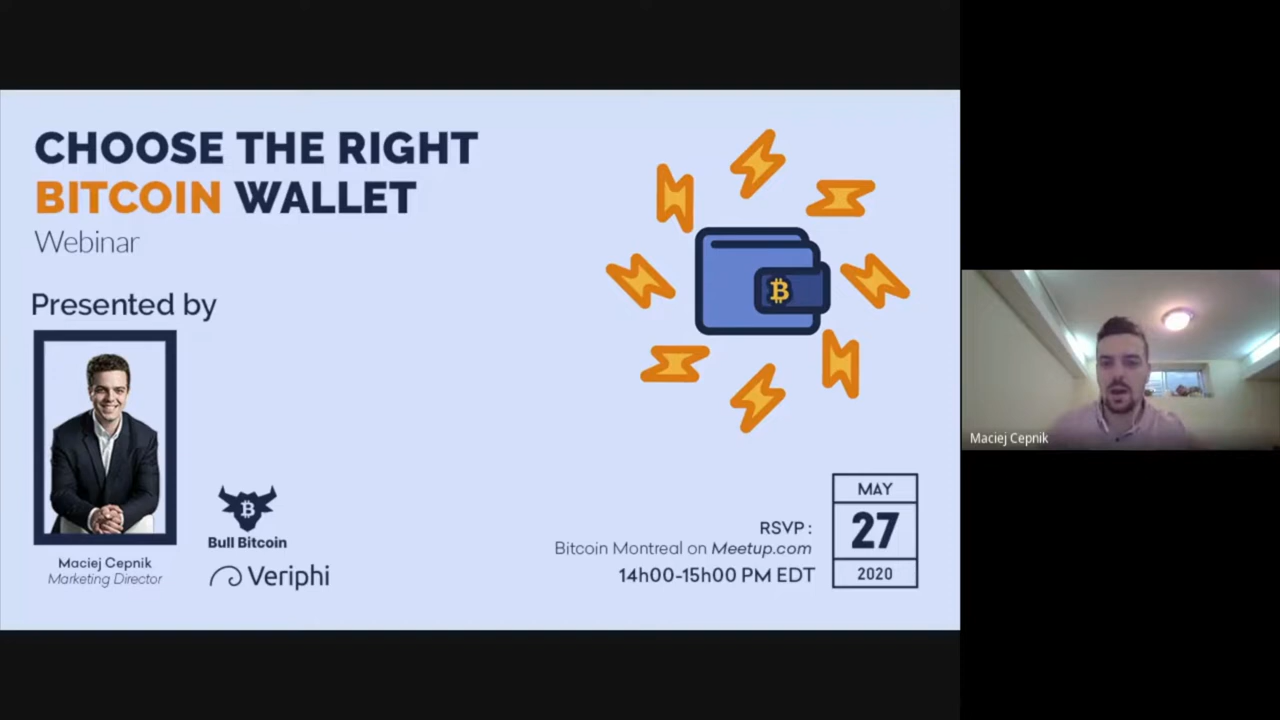 CHOOSE THE RIGHT
BITCOIN WALLET
Webinar
Presented by
Maciej Cepnik
Marketing Director
Bull Bitcoin
Veriphi
RSVP :
Bitcoin Montreal on Meetup.com
14h00-15h00 PM EDT
MAY
27
2020
Maciej Cepnik